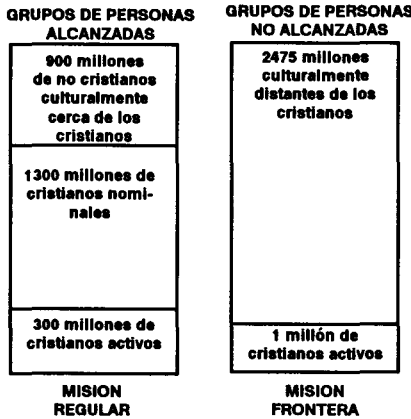 GRUPOS DE PERSONAS
ALCANZADAS
900 millones
de no cristianos
culturalmente
cerca de los
cristianos
1300 millones de
cristianos nomi-
nales
300 millones de
cristianos activos
MISION
REGULAR
GRUPOS DE PERSONAS
NO ALCANZADAS
2475 millones
culturalmente
distantes de los
cristianos
1 millón de
cristianos activos
MISION
FRONTERA